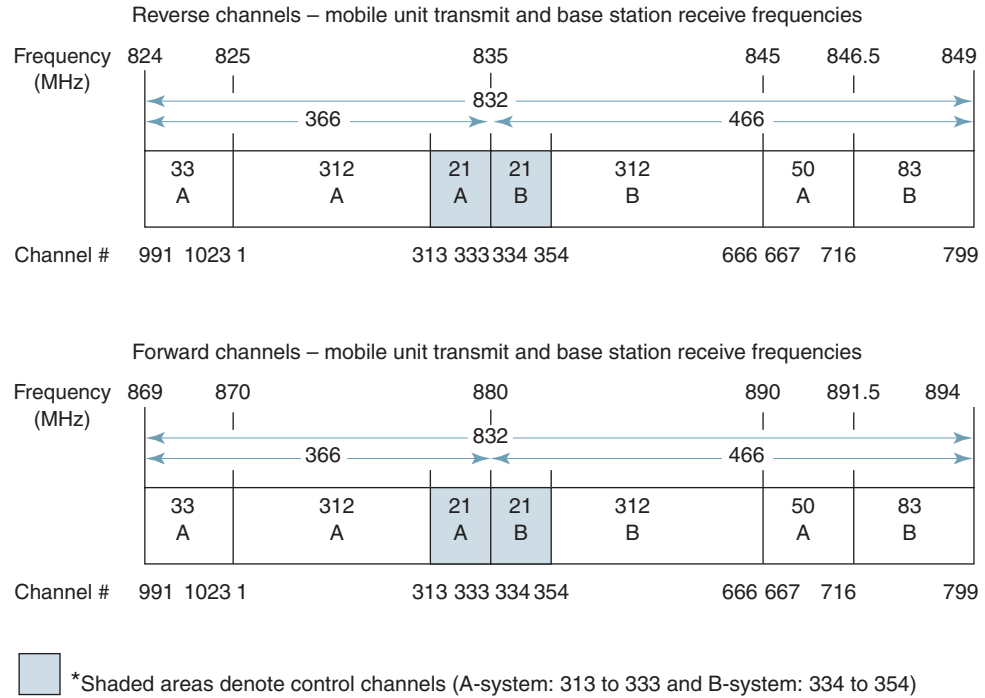 Reverse channels – mobile unit transmit and base station receive frequencies
Frequency 824 825 835 845 846.5 849
(MHz)
832
366 466
33 312 21 21 312 50 83
A A A B B A B
Channel # 991 1023 1 313 333 334 354 666 667 716 799
Forward channels – mobile unit transmit and base station receive frequencies
Frequency 869 870 880 890 891.5 894
(MHz)
832
366 466
33 312 21 21 312 50 83
A A A B B A B
Channel # 991 1023 1 313 333 334 354 666 667 716 799
*Shaded areas denote control channels (A-system: 313 to 333 and B-system: 334 to 354)